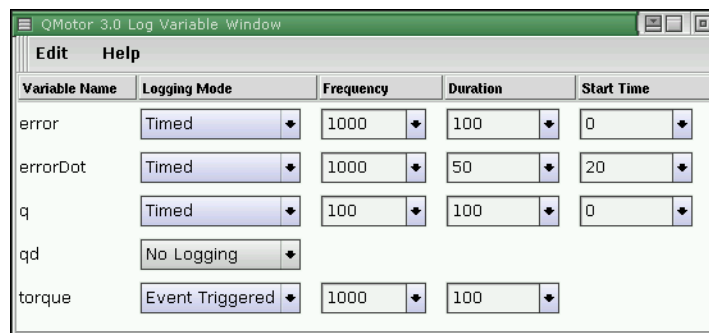 QMotor 3.0 Log Variable Window
Edit Help
Variable Name Logging Mode Frequency Duration Start Time
error Timed 1000 100 0
errorDot Timed 1000 50 20
q Timed 100 100 0
qd No Logging
torque Event Triggered 1000 100